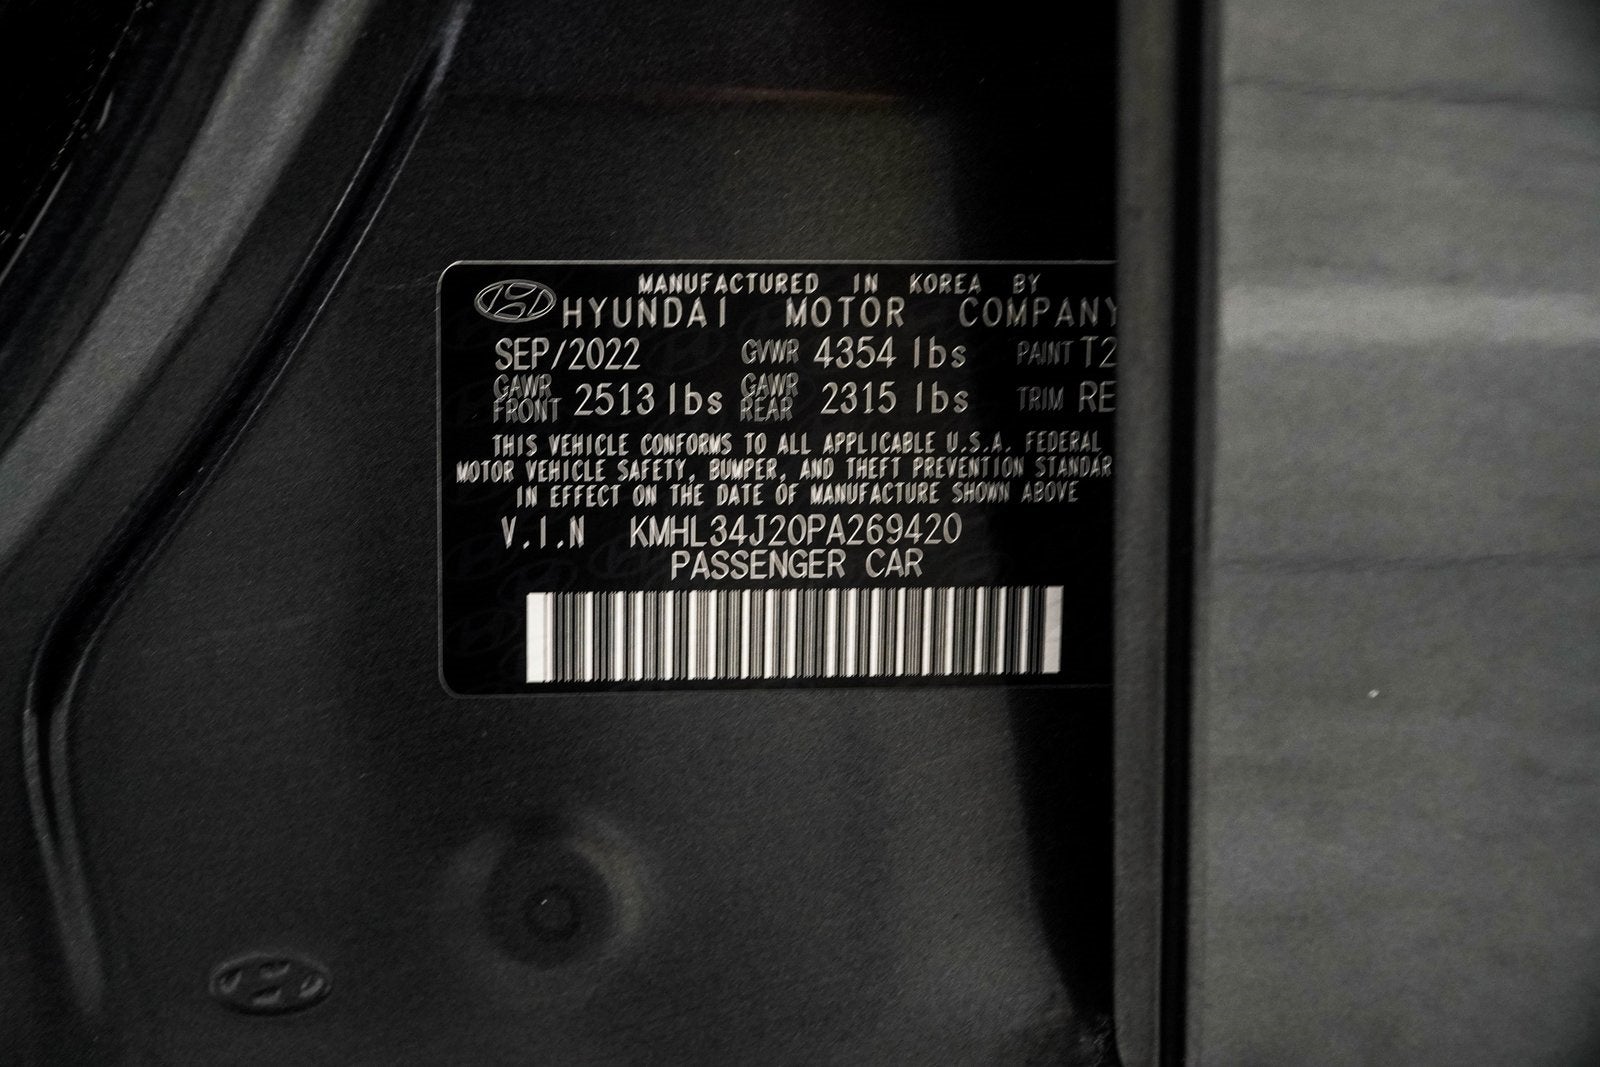 MANUFACTURED IN KOREA BY
HYUNDAI MOTOR COMPANY
SEP/2022 GVWR 4354 lbs PAINT T2
GAWR FRONT 2513 lbs GAWR REAR 2315 lbs TRIM RE
THIS VEHICLE CONFORMS TO ALL APPLICABLE U.S.A. FEDERAL
MOTOR VEHICLE SAFETY, BUMPER, AND THEFT PREVENTION STANDAR
IN EFFECT ON THE DATE OF MANUFACTURE SHOWN ABOVE
V.I.N KMHL34J20PA269420
PASSENGER CAR